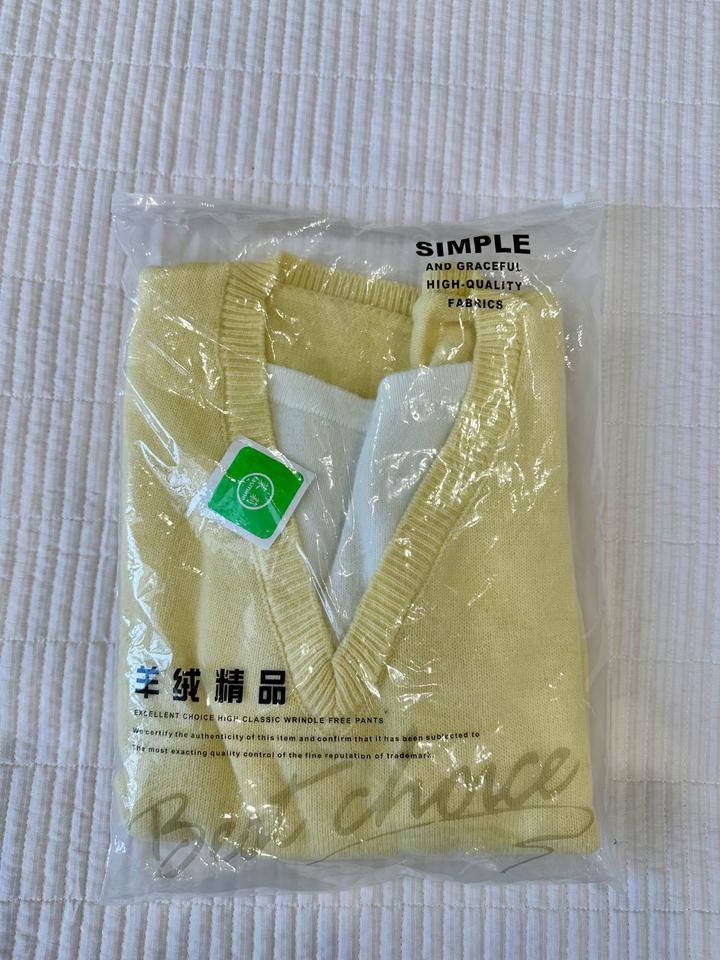 SIMPLE
AND GRACEFUL
HIGH-QUALITY
FABRICS
羊绒精品
EXCELLENT CHOICE HIGH CLASSIC WRINDLE FREE PANTS
We certify the authenticity of this item and confirm that it has been subjected to
The most exacting quality control of the fine reputation of trademark
Best choice